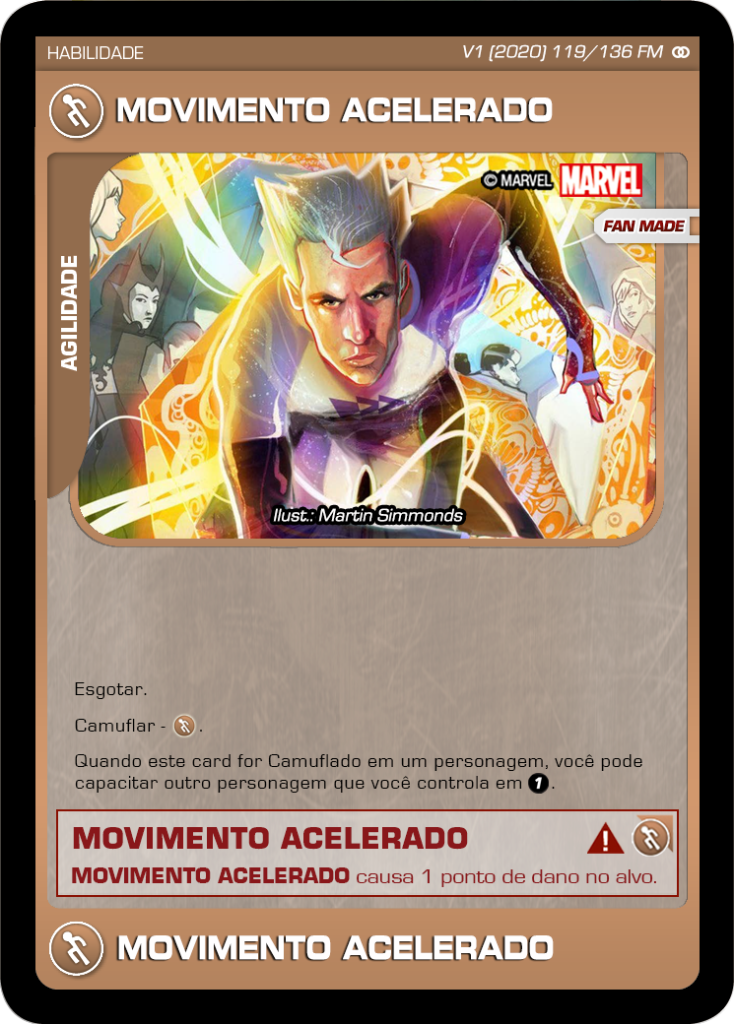 HABILIDADE
V1 (2020) 119/136 FM
MOVIMENTO ACELERADO
© MARVEL MARVEL
FAN MADE
AGILIDADE
Ilust.: Martin Simmonds
Esgotar.
Camuflar - .
Quando este card for Camuflado em um personagem, você pode
capacitar outro personagem que você controla em 1.
MOVIMENTO ACELERADO
MOVIMENTO ACELERADO causa 1 ponto de dano no alvo.
MOVIMENTO ACELERADO